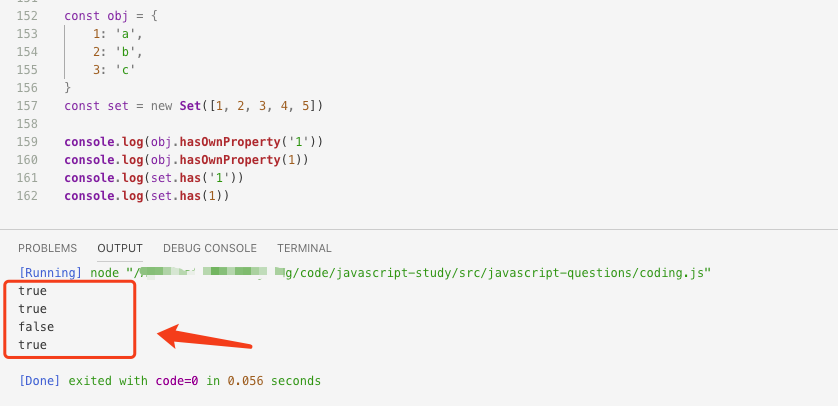 152 const obj = {
153 1: 'a',
154 2: 'b',
155 3: 'c'
156 }
157 const set = new Set([1, 2, 3, 4, 5])
158
159 console.log(obj.hasOwnProperty('1'))
160 console.log(obj.hasOwnProperty(1))
161 console.log(set.has('1'))
162 console.log(set.has(1))
PROBLEMS OUTPUT DEBUG CONSOLE TERMINAL
[Running] node "/ng/code/javascript-study/src/javascript-questions/coding.js"
true
true
false
true
[Done] exited with code=0 in 0.056 seconds